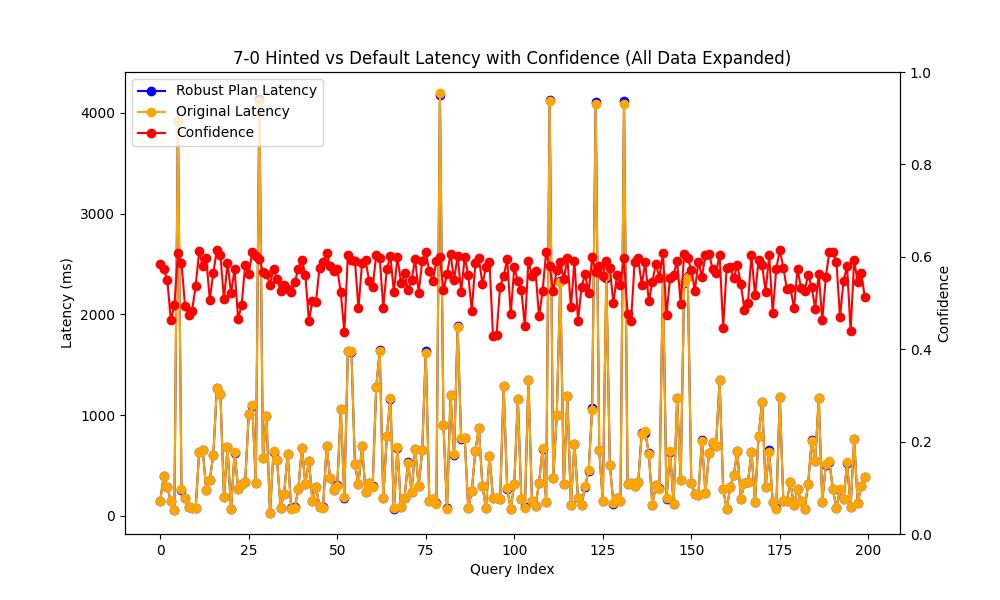 7-0 Hinted vs Default Latency with Confidence (All Data Expanded)
Robust Plan Latency
Original Latency
Confidence
Latency (ms)
4000
3000
2000
1000
0
1.0
0.8
0.6
0.4
0.2
0.0
Confidence
0 25 50 75 100 125 150 175 200
Query Index